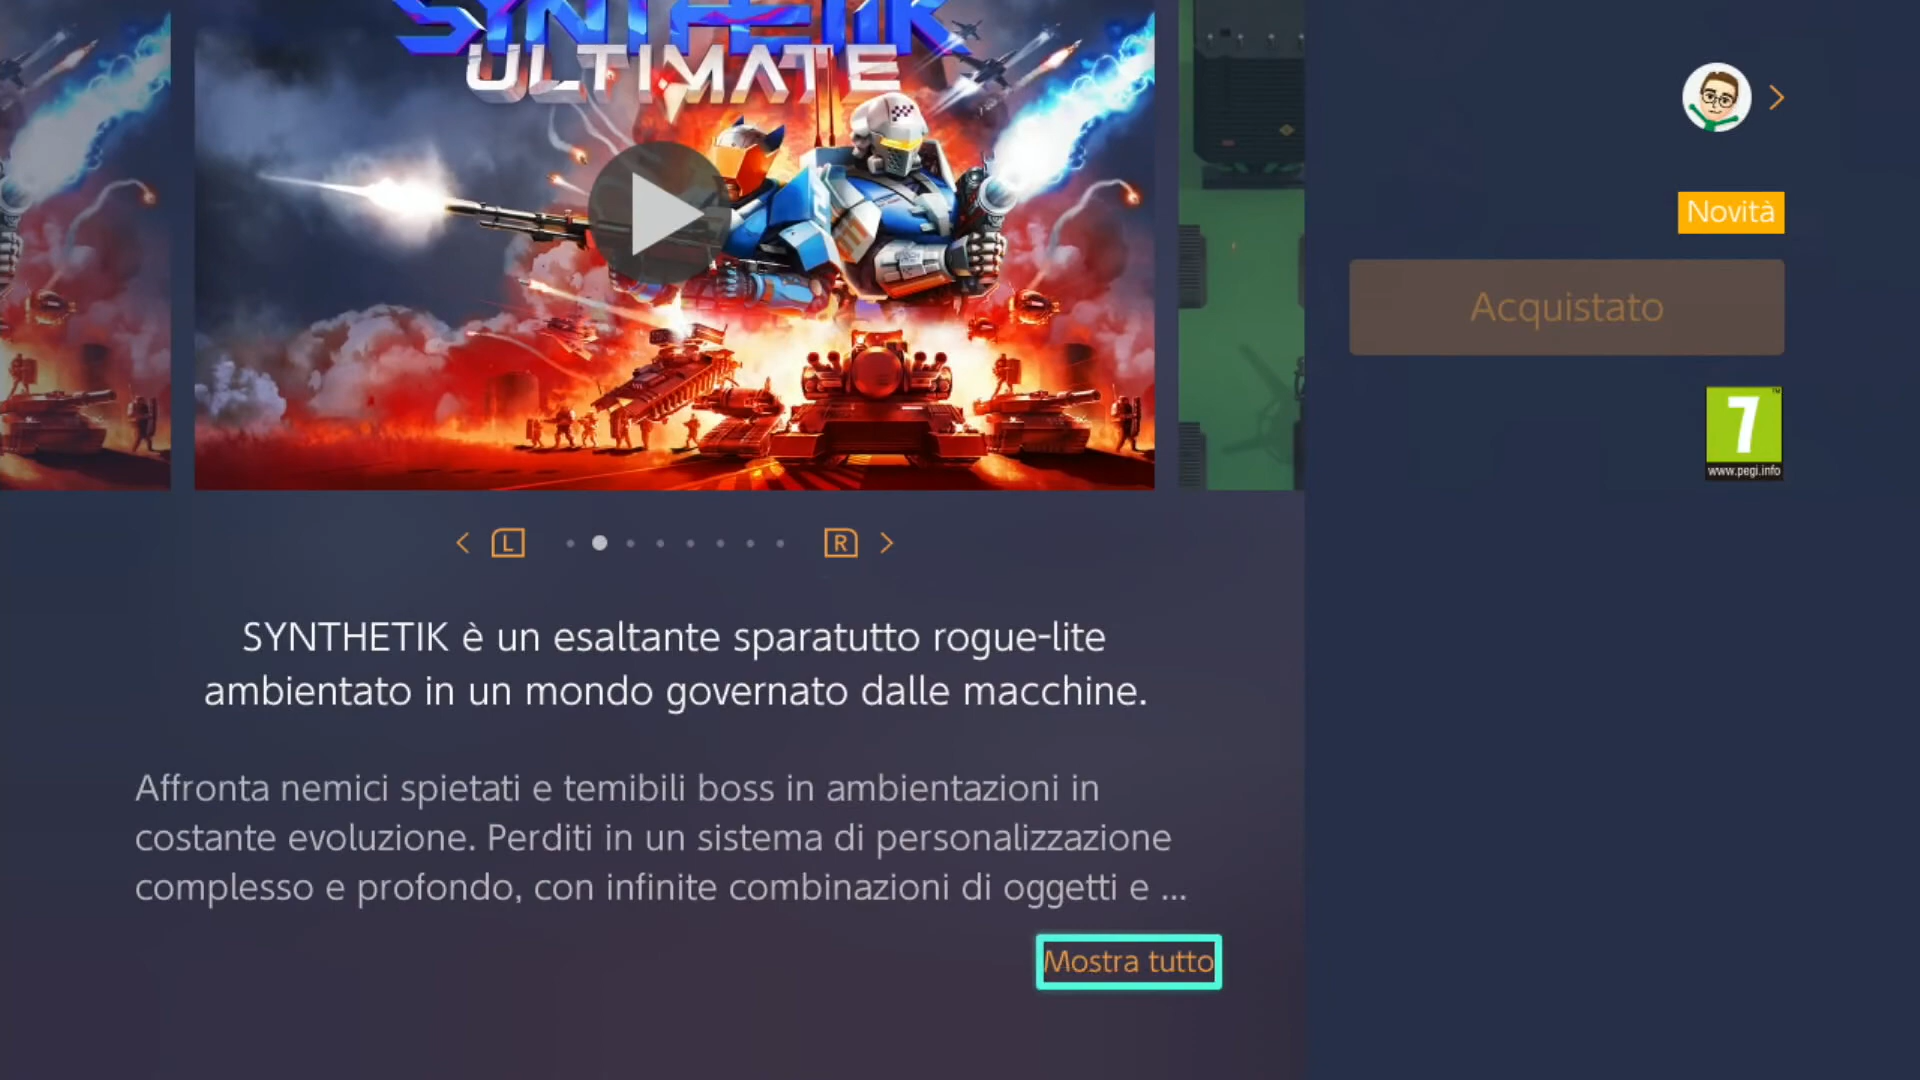 SYNTHETIK
ULTIMATE
Novità
Acquistato
7
www.pegi.info
L
R
SYNTHETIK è un esaltante sparatutto rogue-lite
ambientato in un mondo governato dalle macchine.
Affronta nemici spietati e temibili boss in ambientazioni in
costante evoluzione. Perditi in un sistema di personalizzazione
complesso e profondo, con infinite combinazioni di oggetti e ...
Mostra tutto